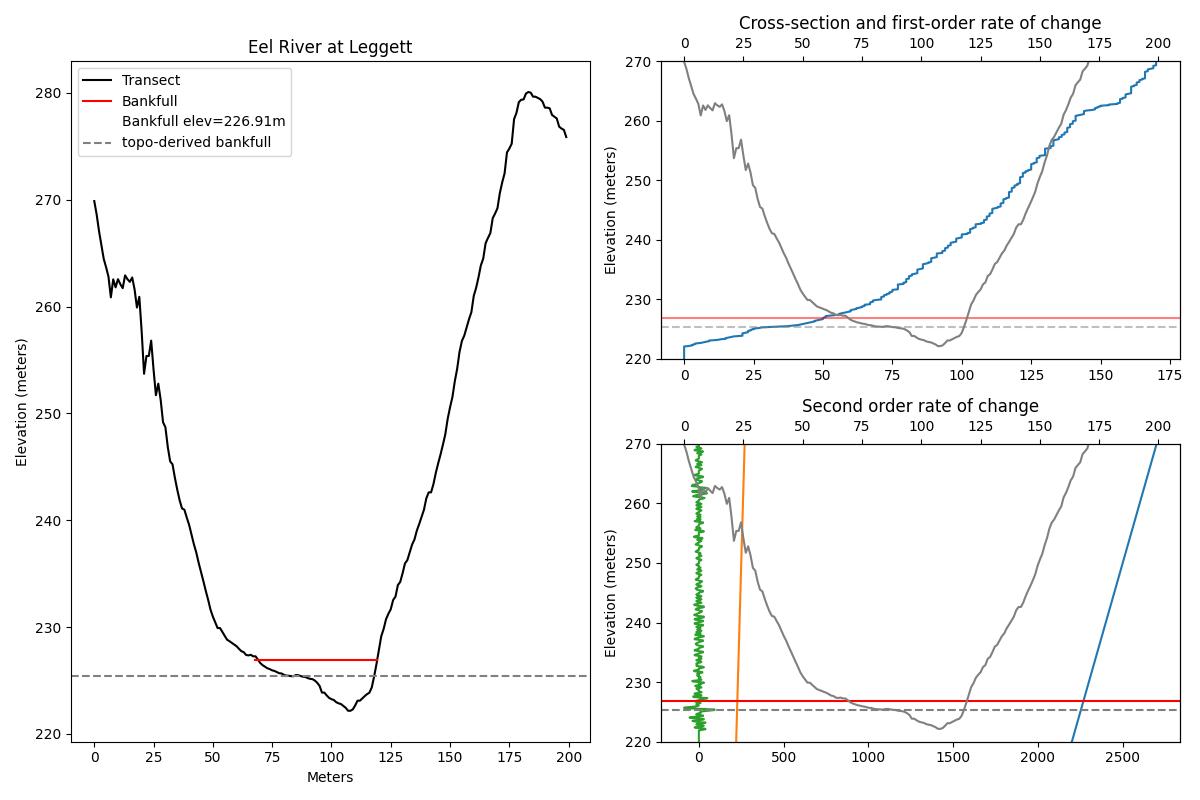 Eel River at Leggett
Transect
Bankfull
Bankfull elev=226.91m
topo-derived bankfull
Elevation (meters)
280
270
260
250
240
230
220
0 25 50 75 100 125 150 175 200
Meters
Cross-section and first-order rate of change
0 25 50 75 100 125 150 175 200
Elevation (meters)
270
260
250
240
230
220
0 25 50 75 100 125 150 175
Second order rate of change
0 25 50 75 100 125 150 175 200
Elevation (meters)
270
260
250
240
230
220
0 500 1000 1500 2000 2500